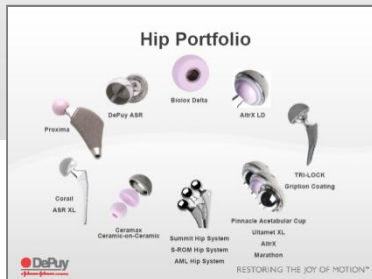 Hip Portfolio
Biolox Delta
DePuy ASR
AltrX LD
Proxima
TRI-LOCK
Gription Coating
Corail
ASR XL
Ceramax
Ceramic-on-Ceramic
Summit Hip System
S-ROM Hip System
AML Hip System
Pinnacle Acetabular Cup
Ultamet XL
AltrX
Marathon
DePuy
RESTORING THE JOY OF MOTION™